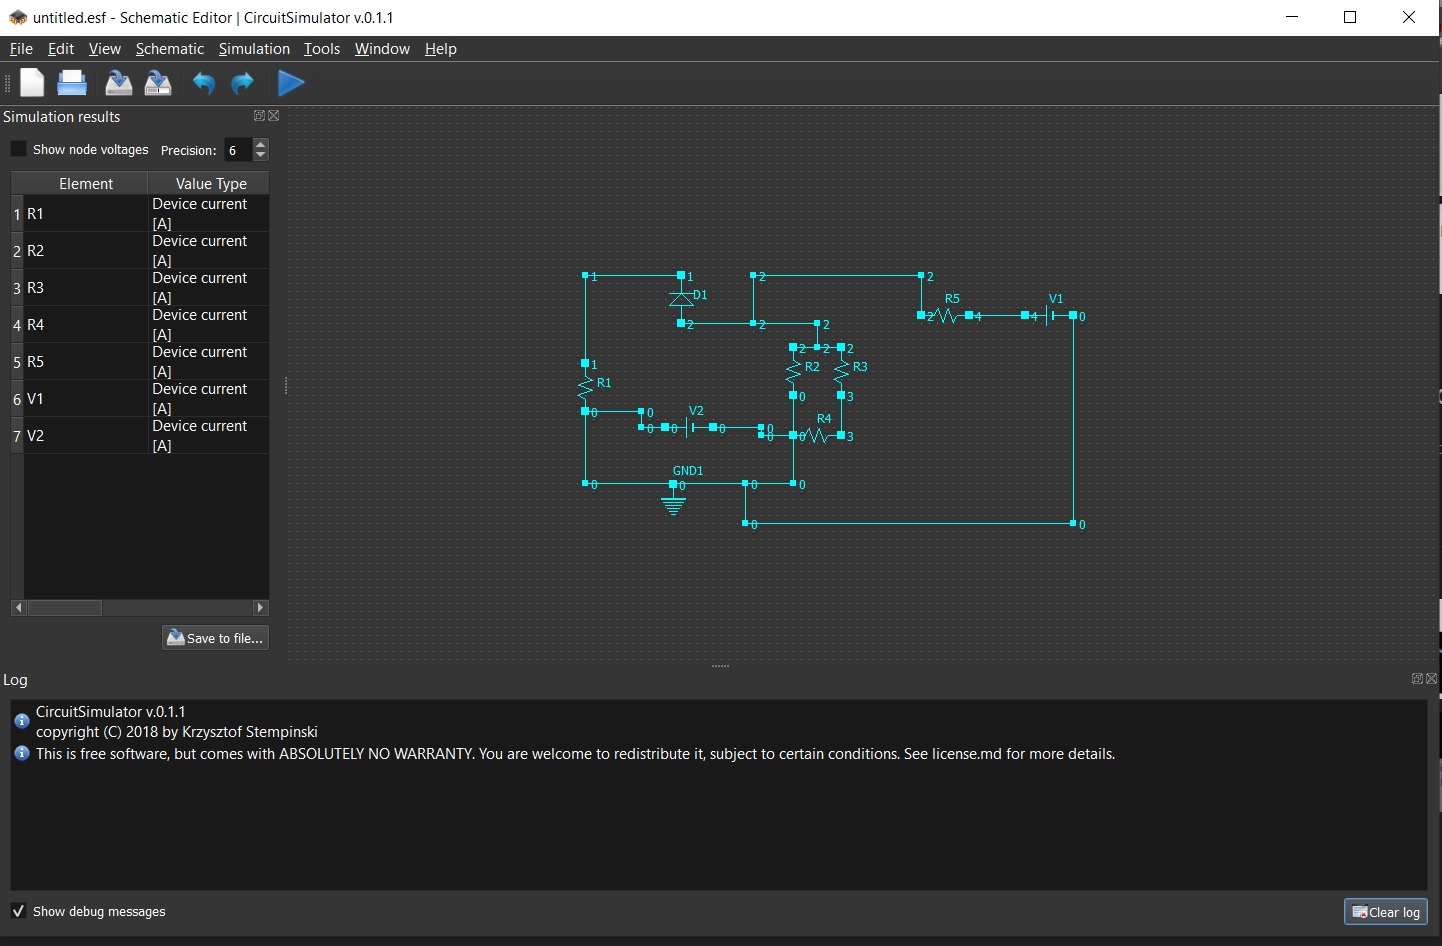 untitled.esf - Schematic Editor | CircuitSimulator v.0.1.1
File Edit View Schematic Simulation Tools Window Help
Simulation results
Show node voltages Precision: 6
Element Value Type
1 R1 Device current [A]
2 R2 Device current [A]
3 R3 Device current [A]
4 R4 Device current [A]
5 R5 Device current [A]
6 V1 Device current [A]
7 V2 Device current [A]
Save to file...
1 1 2 2
D1 R5 V1
2 4 4 0
2 2 2
2 2 2
1 R2 R3
R1
0 3
0 0 V2 R4
0 0 0 0 0 0 3
GND1
0 0 0 0
0 0
Log
CircuitSimulator v.0.1.1
copyright (C) 2018 by Krzysztof Stempinski
This is free software, but comes with ABSOLUTELY NO WARRANTY. You are welcome to redistribute it, subject to certain conditions. See license.md for more details.
Show debug messages
Clear log